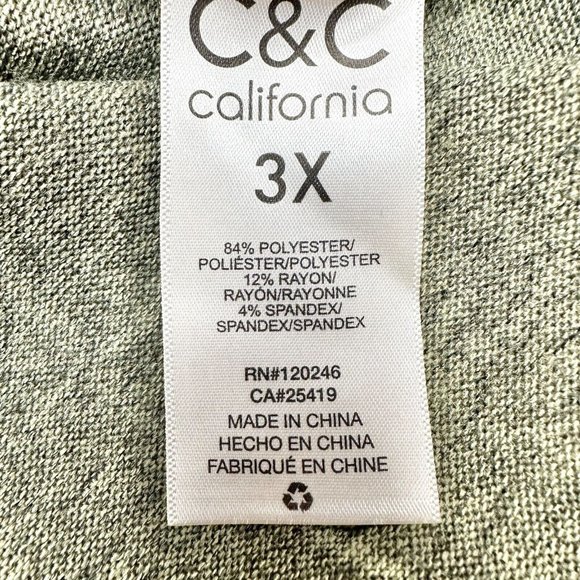 C&C
california
3X
84% POLYESTER/
POLIÉSTER/POLYESTER
12% RAYON/
RAYÓN/RAYONNE
4% SPANDEX/
SPANDEX/SPANDEX
RN#120246
CA#25419
MADE IN CHINA
HECHO EN CHINA
FABRIQUÉ EN CHINE